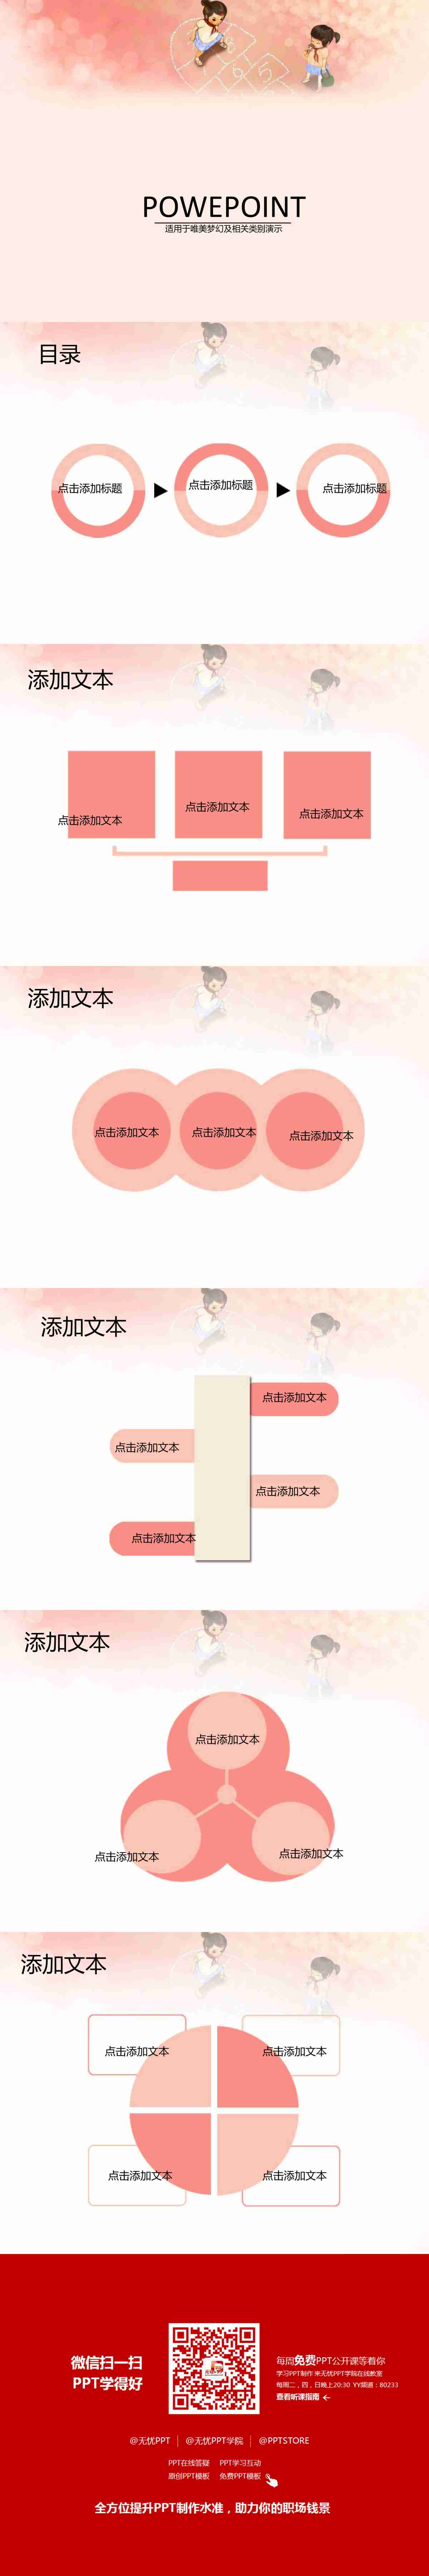 POWEPOINT
适用于唯美梦幻及相关类别演示
目录
点击添加标题
点击添加标题
点击添加标题
添加文本
点击添加文本
点击添加文本
点击添加文本
添加文本
点击添加文本
点击添加文本
点击添加文本
添加文本
点击添加文本
点击添加文本
点击添加文本
点击添加文本
添加文本
点击添加文本
点击添加文本
点击添加文本
添加文本
点击添加文本
点击添加文本
点击添加文本
点击添加文本
微信扫一扫
PPT学得好
每周免费PPT公开课等着你
学习PPT制作 来无忧PPT学院在线教室
每周二、四、日晚上20:30 YY频道：80233
查看听课指南
@无忧PPT | @无忧PPT学院 | @PPTSTORE
PPT在线答疑 PPT学习互动
原创PPT模板 免费PPT模板
全方位提升PPT制作水准，助力你的职场钱景